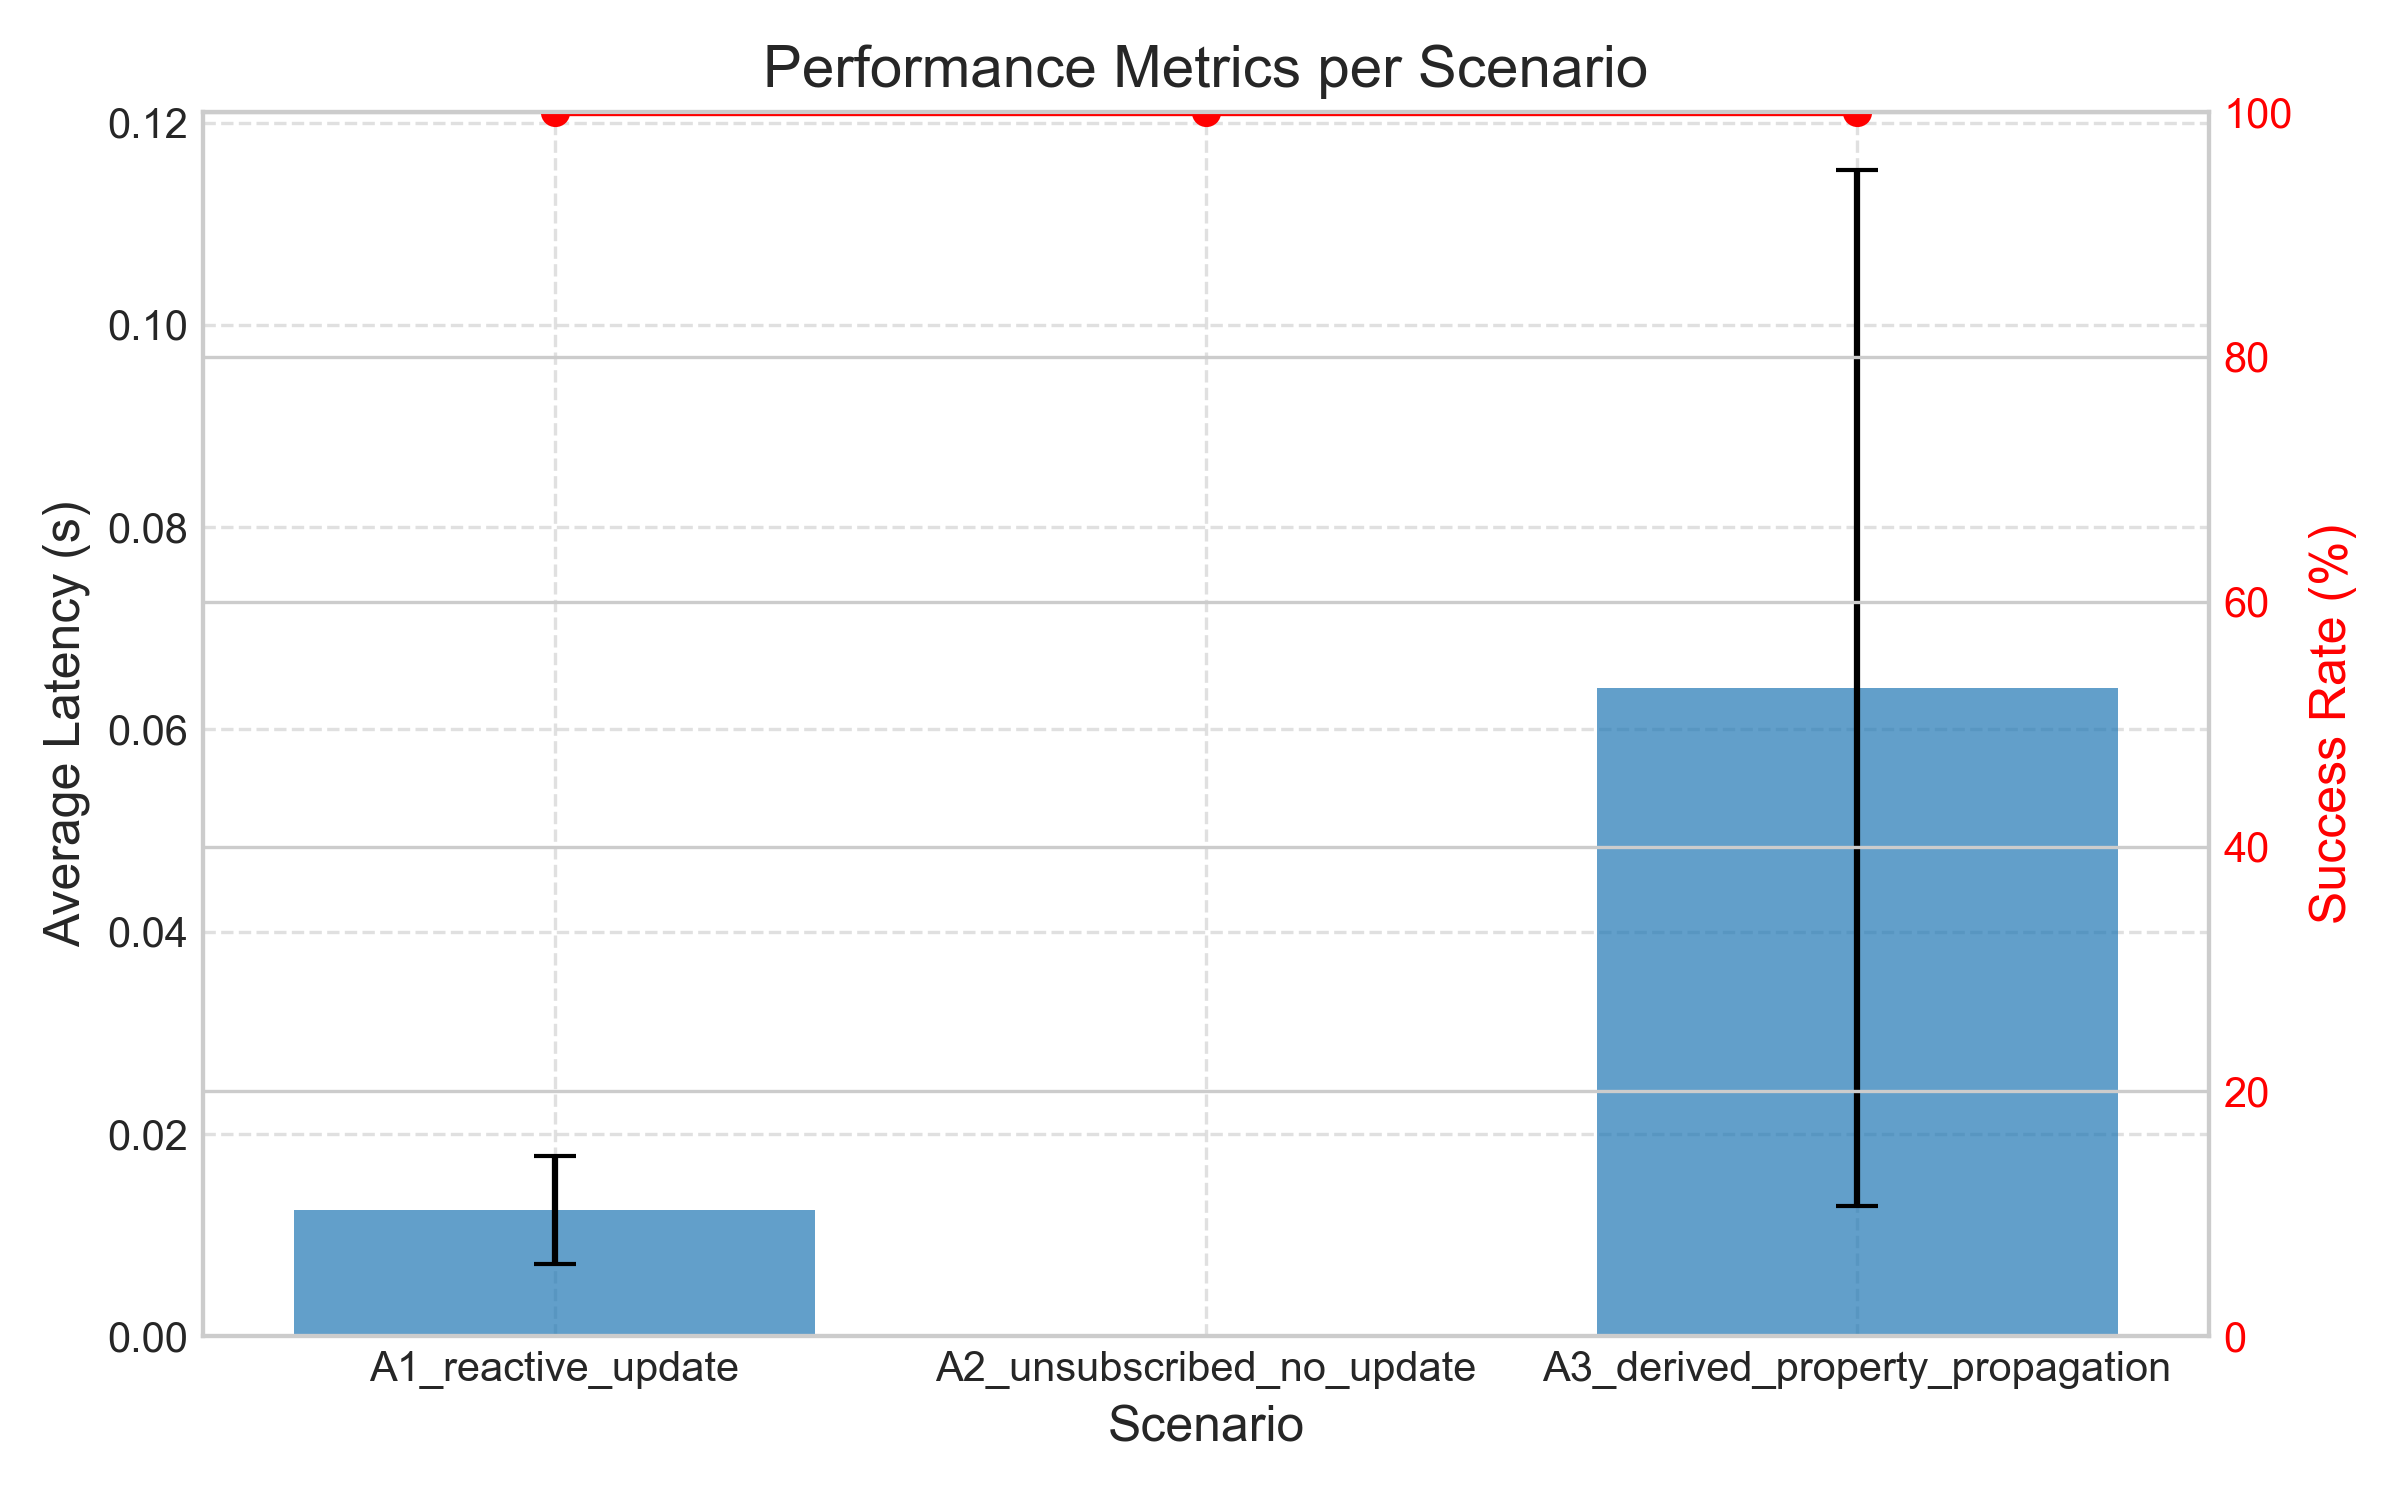 Performance Metrics per Scenario
0.12
0.10
0.08
0.06
0.04
0.02
0.00
Average Latency (s)
100
80
60
40
20
0
Success Rate (%)
A1_reactive_update
A2_unsubscribed_no_update
A3_derived_property_propagation
Scenario